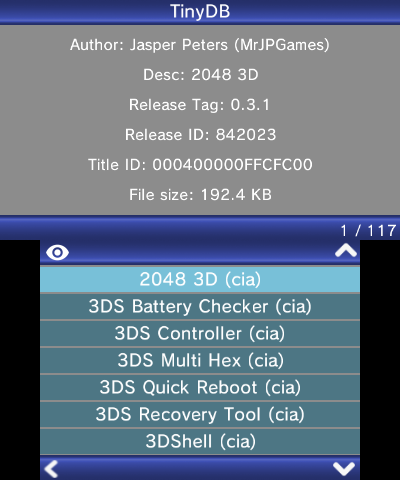 TinyDB
Author: Jasper Peters (MrJPGames)
Desc: 2048 3D
Release Tag: 0.3.1
Release ID: 842023
Title ID: 000400000FFCFC00
File size: 192.4 KB
1 / 117
2048 3D (cia)
3DS Battery Checker (cia)
3DS Controller (cia)
3DS Multi Hex (cia)
3DS Quick Reboot (cia)
3DS Recovery Tool (cia)
3DShell (cia)